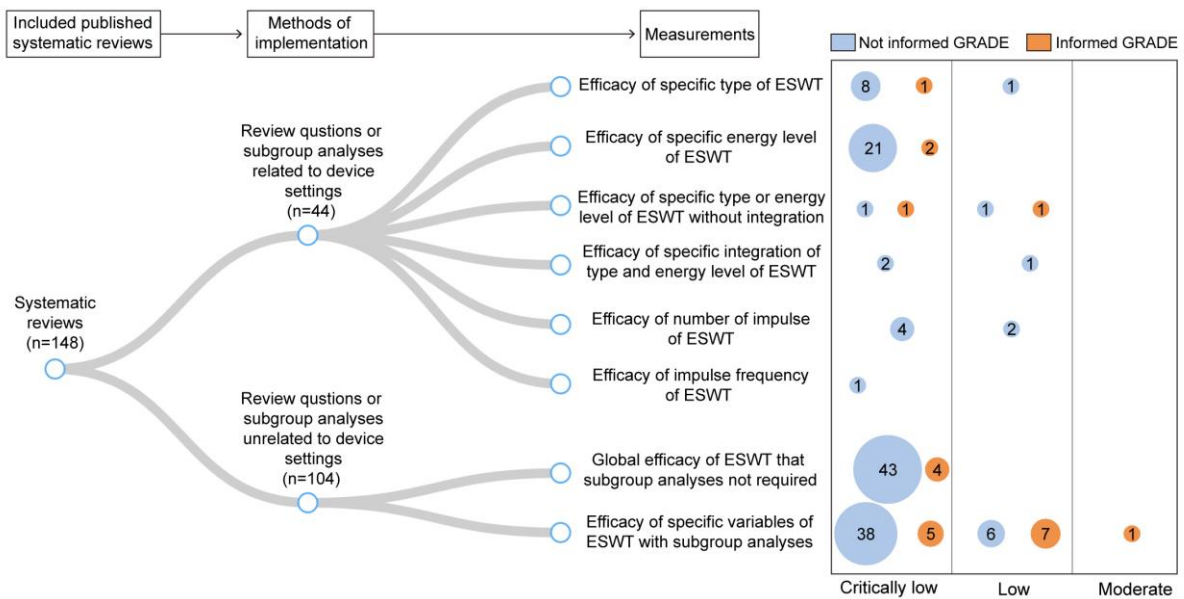 Included published
systematic reviews
Methods of
implementation
Measurements
Not informed GRADE
Informed GRADE
Efficacy of specific type of ESWT
8
1
1
Review qustions or
subgroup analyses
related to device
settings
(n=44)
Efficacy of specific energy level
of ESWT
21
2
Efficacy of specific type or energy
level of ESWT without integration
1
1
1
1
Efficacy of specific integration of
type and energy level of ESWT
2
1
Systematic
reviews
(n=148)
Efficacy of number of impulse
of ESWT
4
2
Efficacy of impulse frequency
of ESWT
1
Review qustions or
subgroup analyses
unrelated to device
settings
(n=104)
Global efficacy of ESWT that
subgroup analyses not required
43
4
Efficacy of specific variables of
ESWT with subgroup analyses
38
5
6
7
1
Critically low
Low
Moderate